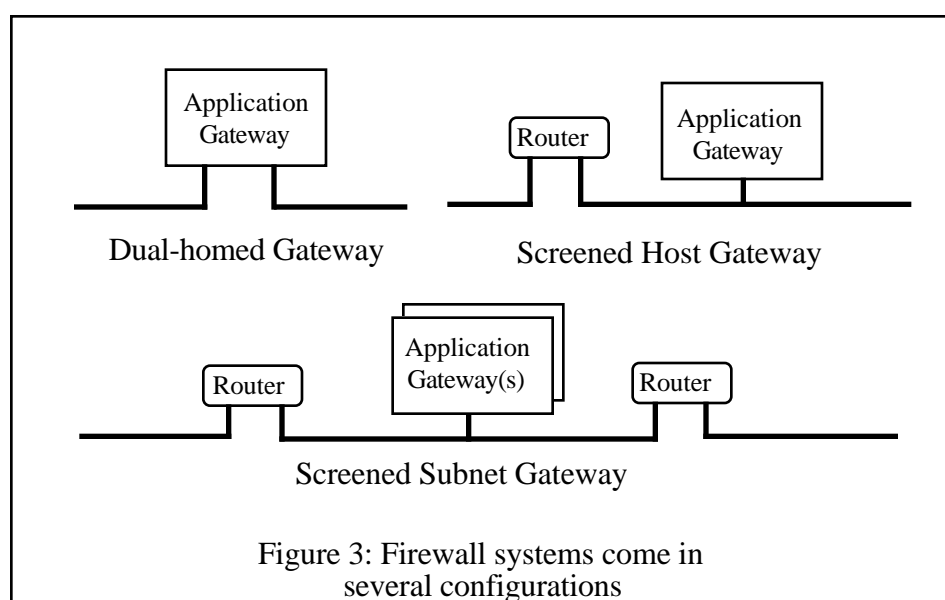 Application
Gateway
Dual-homed Gateway
Router
Application
Gateway
Screened Host Gateway
Router
Application
Gateway(s)
Router
Screened Subnet Gateway
Figure 3: Firewall systems come in
several configurations